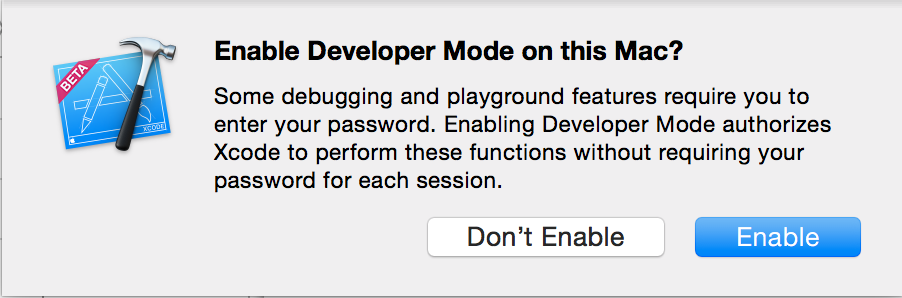 Enable Developer Mode on this Mac?
BETA
XCODE
Some debugging and playground features require you to
enter your password. Enabling Developer Mode authorizes
Xcode to perform these functions without requiring your
password for each session.
Don’t Enable
Enable